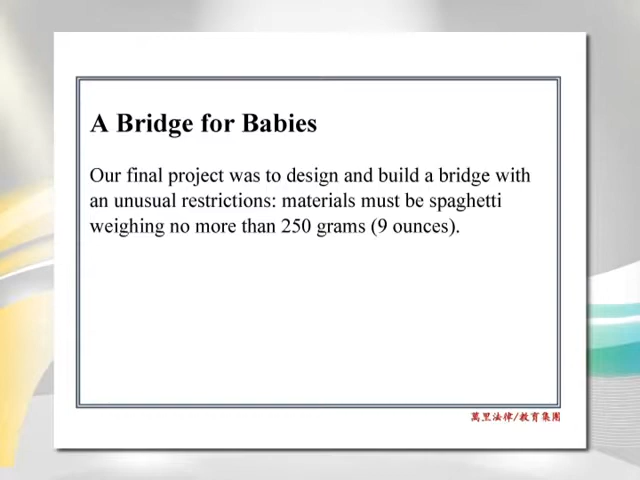 A Bridge for Babies
Our final project was to design and build a bridge with
an unusual restrictions: materials must be spaghetti
weighing no more than 250 grams (9 ounces).
萬里法律/教育集團